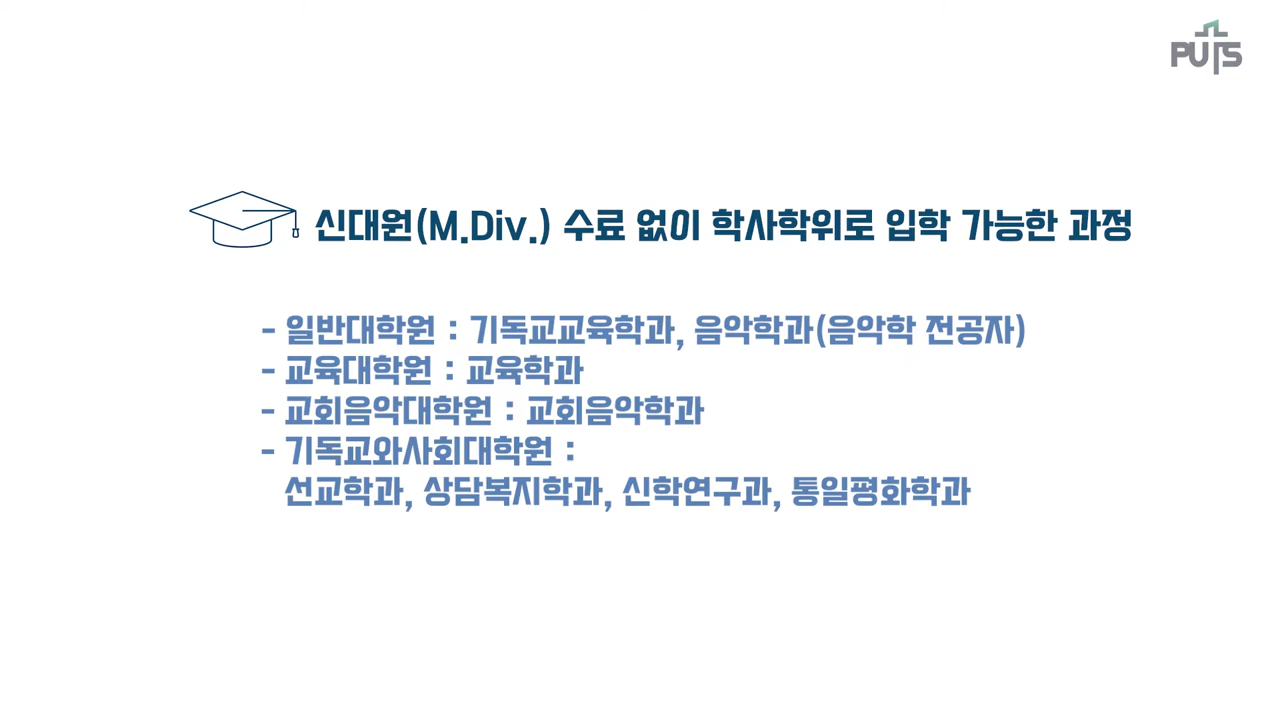 PUTS
신대원(M.Div.) 수료 없이 학사학위로 입학 가능한 과정
- 일반대학원 : 기독교교육학과, 음악학과(음악학 전공자)
- 교육대학원 : 교육학과
- 교회음악대학원 : 교회음악학과
- 기독교와사회대학원 :
선교학과, 상담복지학과, 신학연구과, 통일평화학과